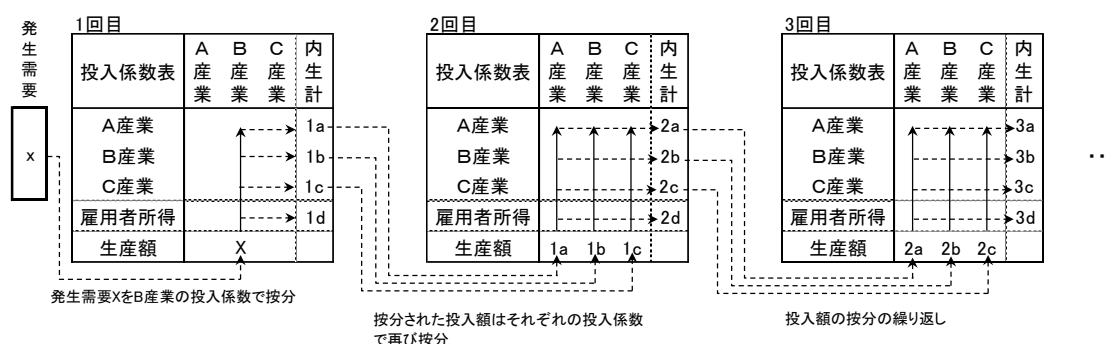 発生需要
x
1回目
投入係数表 A産業 B産業 C産業 内生計
A産業 1a
B産業 1b
C産業 1c
雇用者所得 1d
生産額 X
発生需要XをB産業の投入係数で按分
2回目
投入係数表 A産業 B産業 C産業 内生計
A産業 2a
B産業 2b
C産業 2c
雇用者所得 2d
生産額 1a 1b 1c
按分された投入額はそれぞれの投入係数
で再び按分
3回目
投入係数表 A産業 B産業 C産業 内生計
A産業 3a
B産業 3b
C産業 3c
雇用者所得 3d
生産額 2a 2b 2c
投入額の按分の繰り返し
‥